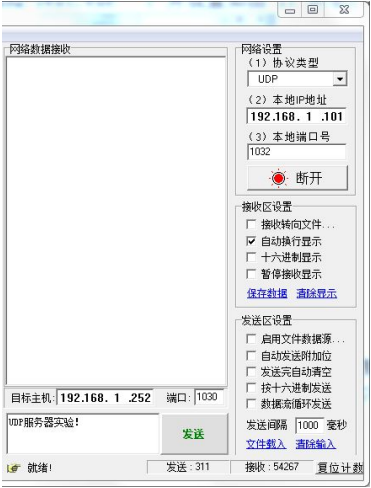 网络数据接收
网络设置
(1) 协议类型
UDP
(2) 本地IP地址
192.168. 1 .101
(3) 本地端口号
1032
断开
接收区设置
接收转向文件...
自动换行显示
十六进制显示
暂停接收显示
保存数据 清除显示
发送区设置
启用文件数据源...
自动发送附加位
发送完自动清空
按十六进制发送
数据流循环发送
发送间隔 1000 毫秒
文件载入 清除输入
目标主机: 192.168. 1 .252 端口: 1030
UDP服务器实验!
发送
就绪! 发送 : 311 接收 : 54267 复位计数